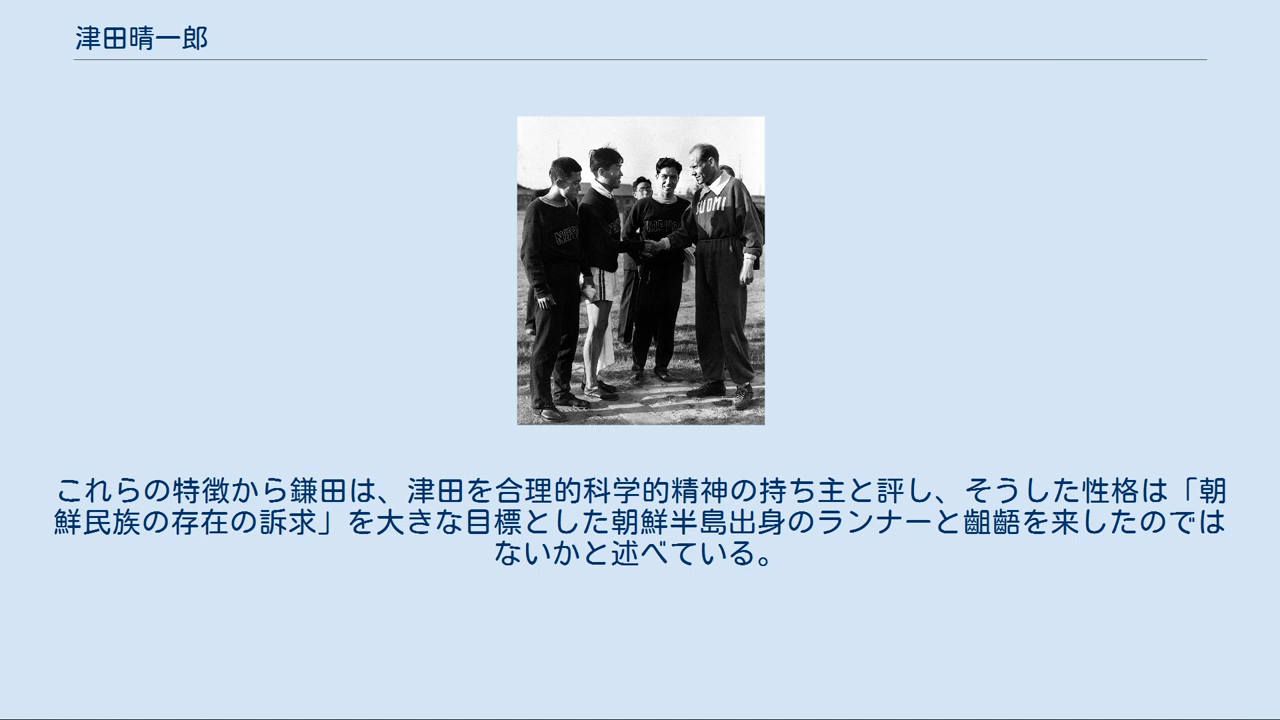 津田晴一郎
SUOMI
これらの特徴から鎌田は、津田を合理的科学的精神の持ち主と評し、そうした性格は「朝
鮮民族の存在の訴求」を大きな目標とした朝鮮半島出身のランナーと齟齬を来したのでは
ないかと述べている。